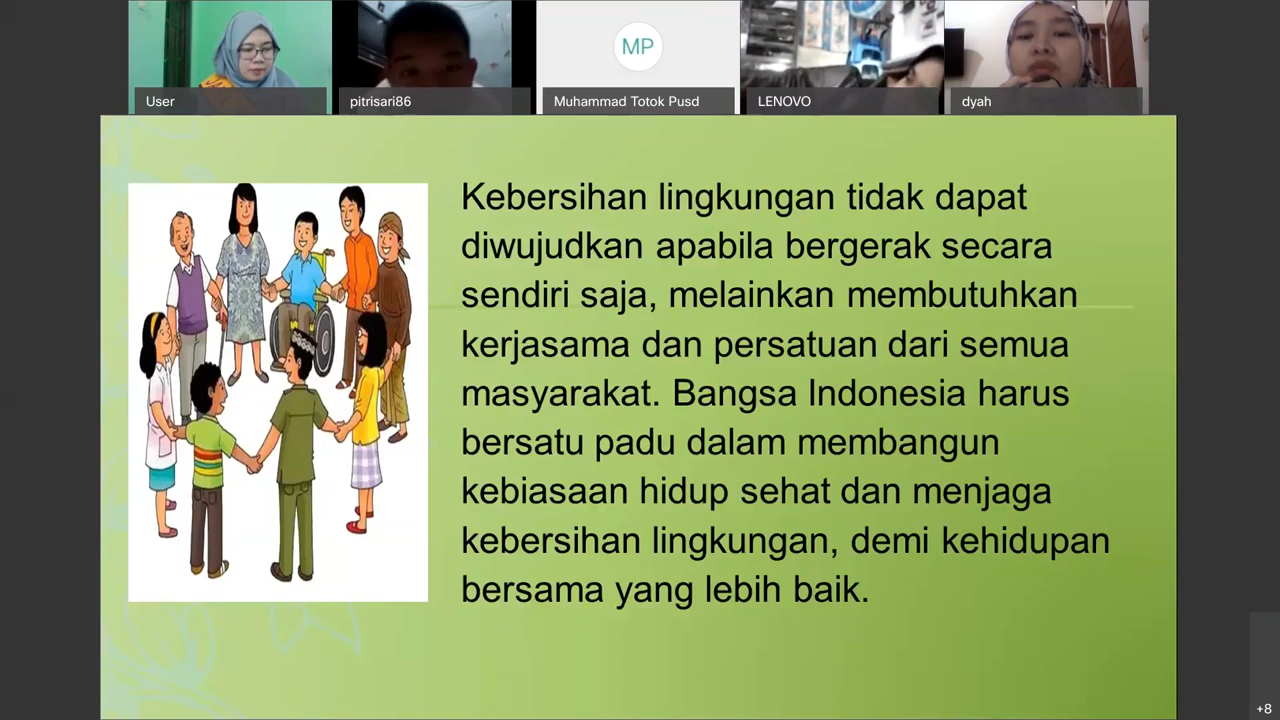 MP
User
pitrisari86
Muhammad Totok Pusd
LENOVO
dyah
Kebersihan lingkungan tidak dapat
diwujudkan apabila bergerak secara
sendiri saja, melainkan membutuhkan
kerjasama dan persatuan dari semua
masyarakat. Bangsa Indonesia harus
bersatu padu dalam membangun
kebiasaan hidup sehat dan menjaga
kebersihan lingkungan, demi kehidupan
bersama yang lebih baik.
+8